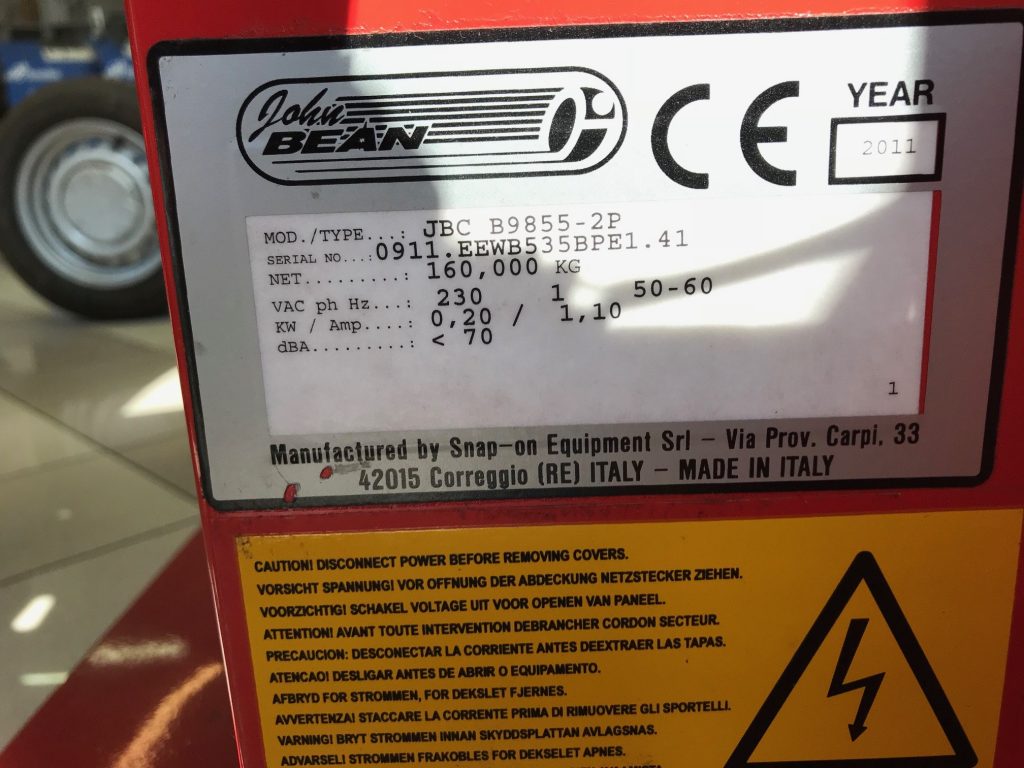 John
BEAN
CE
YEAR
2011
MOD./TYPE...: JBC B9855-2P
SERIAL NO...: 0911.EEWB535BPE1.41
NET.........: 160,000 KG
VAC ph Hz...: 230 1 50-60
KW / Amp....: 0,20 / 1,10
dBA.........: < 70
1
Manufactured by Snap-on Equipment Srl - Via Prov. Carpi, 33
42015 Correggio (RE) ITALY - MADE IN ITALY
CAUTION! DISCONNECT POWER BEFORE REMOVING COVERS.
VORSICHT SPANNUNG! VOR OFFNUNG DER ABDECKUNG NETZSTECKER ZIEHEN.
VOORZICHTIG! SCHAKEL VOLTAGE UIT VOOR OPENEN VAN PANEEL.
ATTENTION! AVANT TOUTE INTERVENTION DEBRANCHER CORDON SECTEUR.
PRECAUCION: DESCONECTAR LA CORRIENTE ANTES DEEXTRAER LAS TAPAS.
ATENCAO! DESLIGAR ANTES DE ABRIR O EQUIPAMENTO.
AFBRYD FOR STROMMEN, FOR DEKSLET FJERNES.
AVVERTENZA! STACCARE LA CORRENTE PRIMA DI RIMUOVERE GLI SPORTELLI.
VARNING! BRYT STROMMEN INNAN SKYDDSPLATTAN AVLAGSNAS.
ADVARSEL! STROMMEN FRAKOBLES FOR DEKSELET APNES.